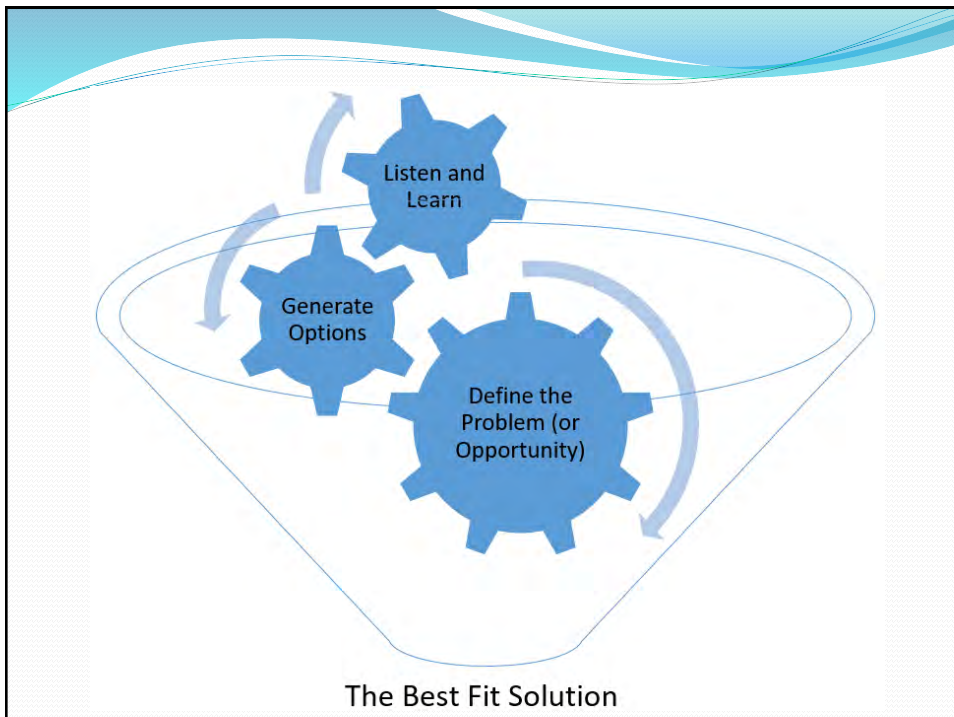 Listen and
Learn
Generate
Options
Define the
Problem (or
Opportunity)
The Best Fit Solution